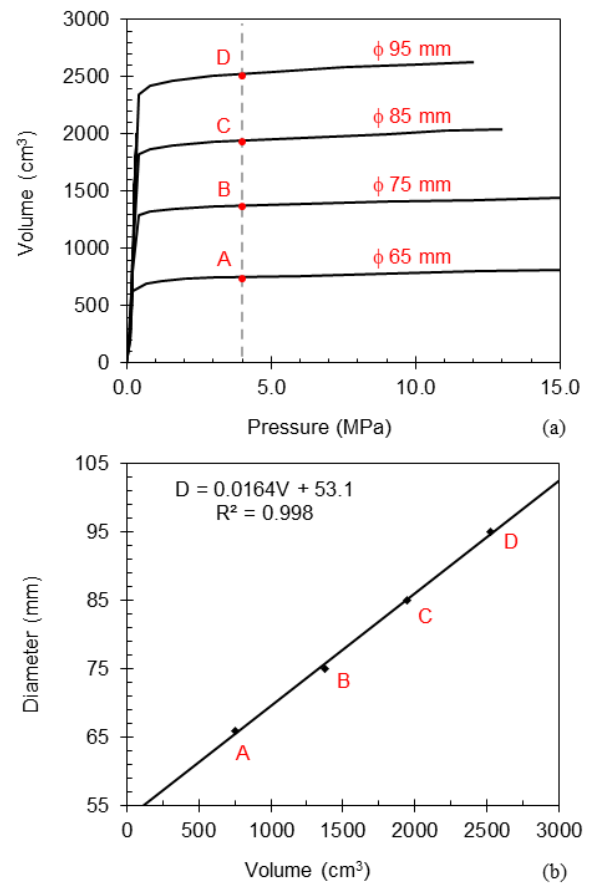 3000
2500
2000
1500
1000
500
0
Volume (cm³)
D
C
B
A
ϕ 95 mm
ϕ 85 mm
ϕ 75 mm
ϕ 65 mm
0.0 5.0 10.0 15.0
Pressure (MPa)
(a)
105
95
85
75
65
55
Diameter (mm)
D = 0.0164V + 53.1
R² = 0.998
D
C
B
A
0 500 1000 1500 2000 2500 3000
Volume (cm³)
(b)